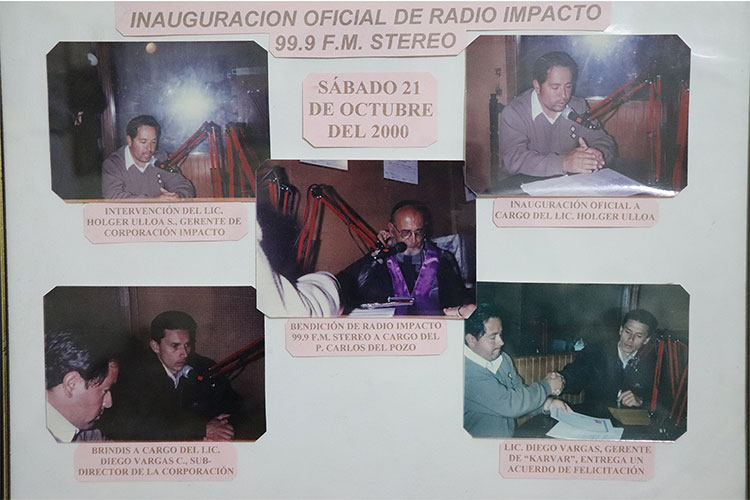 INAUGURACION OFICIAL DE RADIO IMPACTO
99.9 F.M. STEREO
SÁBADO 21
DE OCTUBRE
DEL 2000
INTERVENCIÓN DEL LIC.
HOLGER ULLOA S., GERENTE DE
CORPORACIÓN IMPACTO
INAUGURACIÓN OFICIAL A
CARGO DEL LIC. HOLGER ULLOA
BENDICIÓN DE RADIO IMPACTO
99.9 F.M. STEREO A CARGO DEL
P. CARLOS DEL POZO
BRINDIS A CARGO DEL LIC.
DIEGO VARGAS C., SUB-
DIRECTOR DE LA CORPORACIÓN
LIC. DIEGO VARGAS, GERENTE
DE “KARVAR”, ENTREGA UN
ACUERDO DE FELICITACIÓN